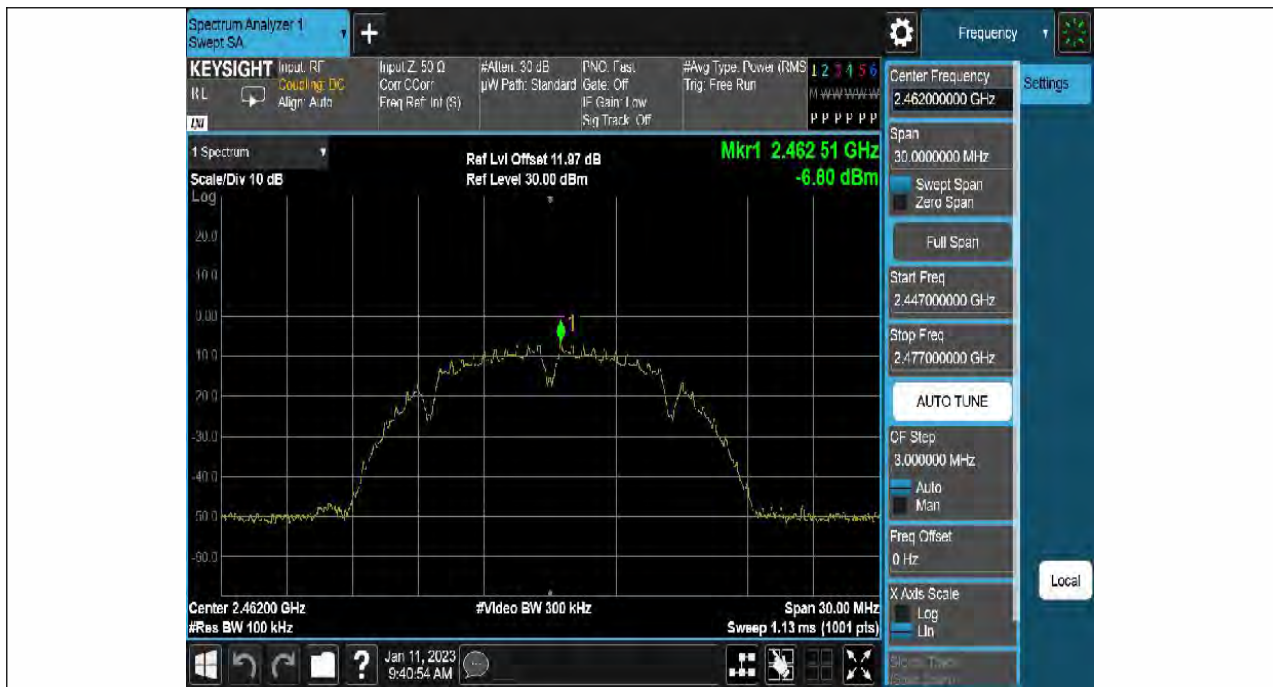 Spectrum Analyzer 1
Swept SA
+
Frequency
KEYSIGHT
RL
LXI
Input: RF
Coupling: DC
Align: Auto
Input Z: 50 Ω
Corr CCorr
Freq Ref: Int (S)
#Atten: 30 dB
µW Path: Standard
PNO: Fast
Gate: Off
IF Gain: Low
Sig Track: Off
#Avg Type: Power (RMS
Trig: Free Run
1 2 3 4 5 6
M W W W W W
P P P P P P
1 Spectrum
Scale/Div 10 dB
Log
Ref Lvl Offset 11.97 dB
Ref Level 30.00 dBm
Mkr1 2.462 51 GHz
-6.80 dBm
20.0
10.0
0.00
1
-10.0
-20.0
-30.0
-40.0
-50.0
-60.0
Center 2.46200 GHz
#Res BW 100 kHz
#Video BW 300 kHz
Span 30.00 MHz
Sweep 1.13 ms (1001 pts)
?
Jan 11, 2023
9:40:54 AM
Center Frequency
2.462000000 GHz
Settings
Span
30.0000000 MHz
Swept Span
Zero Span
Full Span
Start Freq
2.447000000 GHz
Stop Freq
2.477000000 GHz
AUTO TUNE
CF Step
3.000000 MHz
Auto
Man
Freq Offset
0 Hz
X Axis Scale
Log
Lin
Local